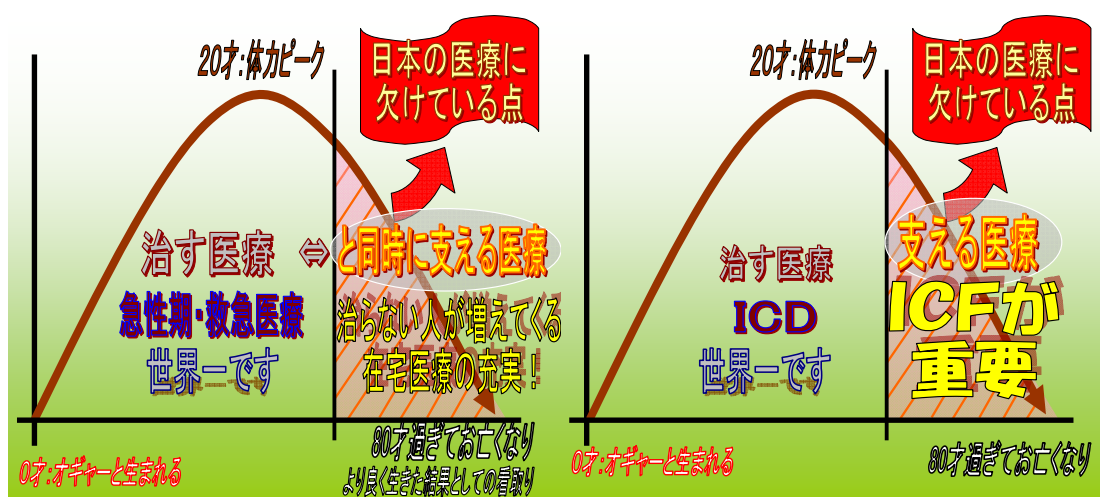 20才:体力ピーク
日本の医療に
欠けている点
治す医療 ⇔ と同時に支える医療
急性期・救急医療
世界一です
治らない人が増えてくる
在宅医療の充実!
0才:オギャーと生まれる
80才過ぎてお亡くなり
より良く生きた結果としての看取り
20才:体力ピーク
日本の医療に
欠けている点
治す医療
ICD
世界一です
支える医療
ICFが
重要
0才:オギャーと生まれる
80才過ぎてお亡くなり